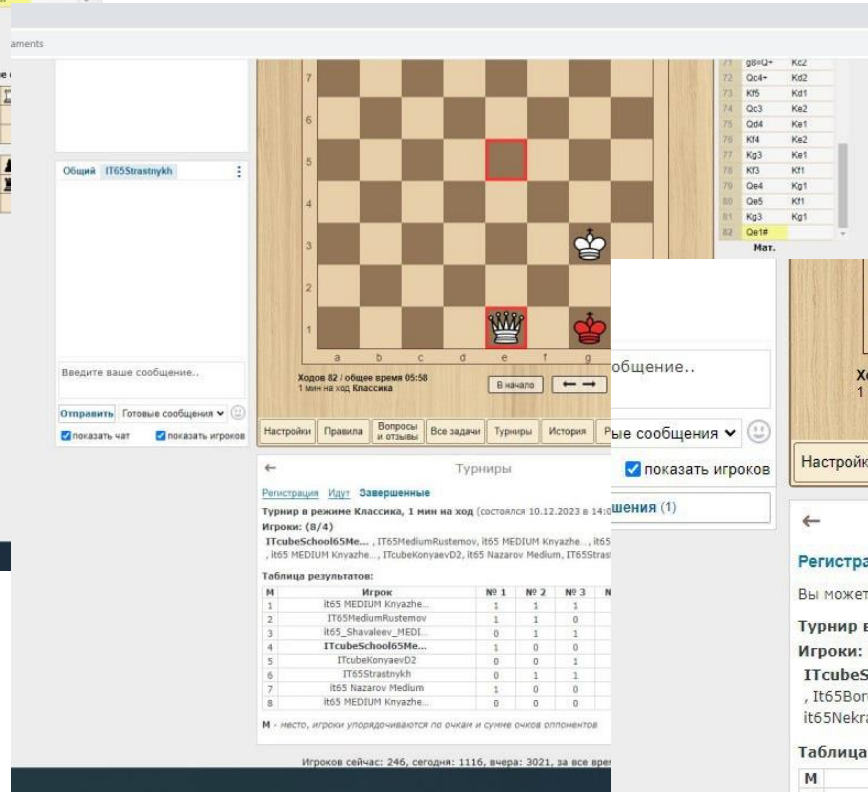 aments
Общий IT65Strastnykh
Введите ваше сообщение..
Отправить Готовые сообщения
показать чат показать игроков
7
6
5
4
3
2
1
a b c d e f g
Ходов 82 / общее время 05:58
1 мин на ход Классика
В начало
71 g8=Q+ Kc2
72 Qc4+ Kd2
73 Kf5 Kd1
74 Qc3 Ke2
75 Qd4 Ke1
76 Kf4 Ke2
77 Kg3 Ke1
78 Kf3 Kf1
79 Qe4 Kg1
80 Qe5 Kf1
81 Kg3 Kg1
82 Qe1#
Мат.
Настройки Правила Вопросы и отзывы Все задачи Турниры История
← Турниры
Регистрация Идут Завершенные
Турнир в режиме Классика, 1 мин на ход (состоялся 10.12.2023 в 14:0
Игроки: (8/4)
ITcubeSchool65Me... , IT65MediumRustemov, it65 MEDIUM Knyazhe.., it65
, it65 MEDIUM Knyazhe.., ITcubeKonyaevD2, it65 Nazarov Medium, IT65Stras
Таблица результатов:
М Игрок № 1 № 2 № 3 N
1 it65 MEDIUM Knyazhe.. 1 1 1
2 IT65MediumRustemov 1 1 0
3 it65_Shavaleev_MEDI.. 0 1 1
4 ITcubeSchool65Me... 1 0 0
5 ITcubeKonyaevD2 0 0 1
6 IT65Strastnykh 0 1 1
7 it65 Nazarov Medium 1 0 0
8 it65 MEDIUM Knyazhe.. 0 0 0
М - место, игроки упорядочиваются по очкам и сумме очков оппонентов
Игроков сейчас: 246, сегодня: 1116, вчера: 3021, за все врем
общение..
ые сообщения
показать игроков
шения (1)
Хо
1
Настройк
←
Регистра
Вы может
Турнир в
Игроки:
ITcubeS
, It65Bor
it65Nekra
Таблица
М